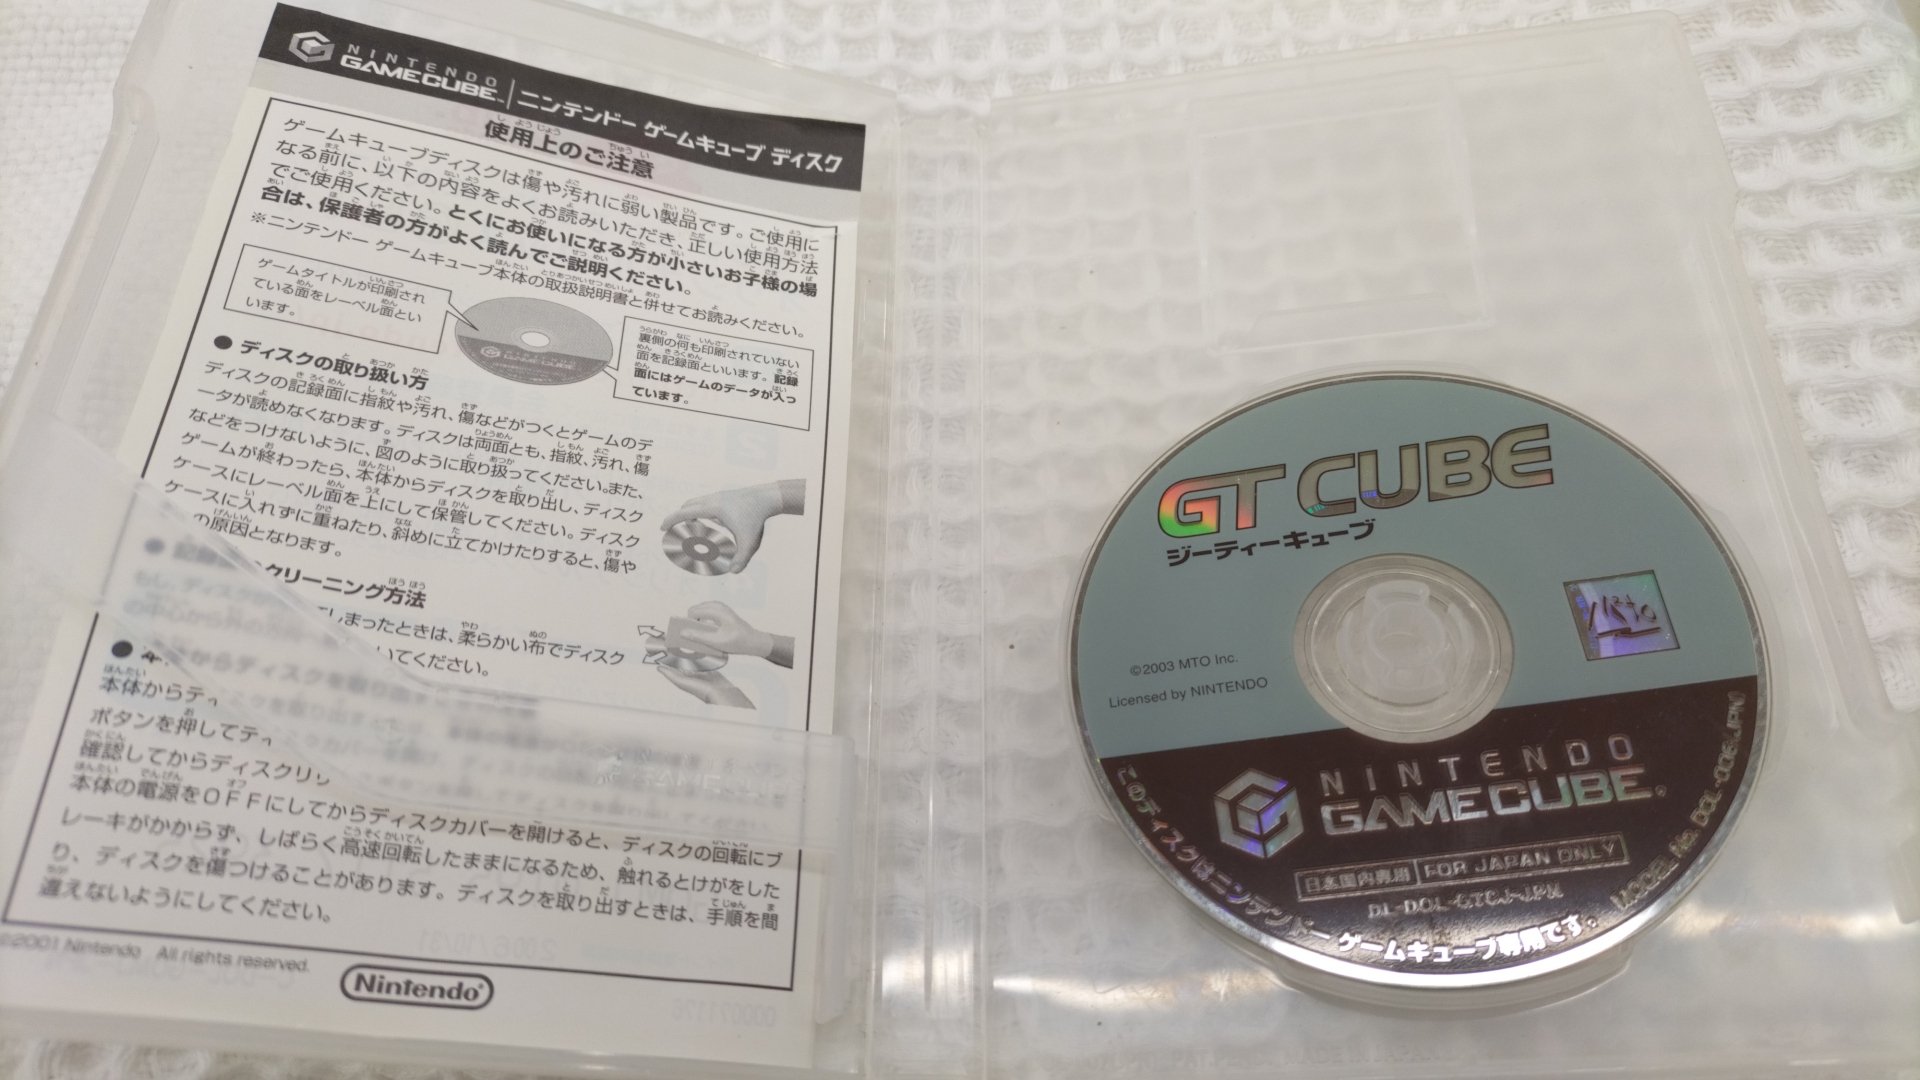 NINTENDO
GAMECUBE™ ニンテンドー ゲームキューブ ディスク
使用上のご注意
ゲームキューブディスクは傷や汚れに弱い製品です。ご使用に
なる前に、以下の内容をよくお読みいただき、正しい使用方法
でご使用ください。とくにお使いになる方が小さいお子様の場
合は、保護者の方がよく読んでご説明ください。
※ニンテンドー ゲームキューブ本体の取扱説明書と併せてお読みください。
ゲームタイトルが印刷され
ている面をレーベル面とい
います。
裏側の何も印刷されていない
面を記録面といいます。記録
面にはゲームのデータが入っ
ています。
●ディスクの取り扱い方
ディスクの記録面に指紋や汚れ、傷などがつくとゲームのデ
ータが読めなくなります。ディスクは両面とも、指紋、汚れ、傷
などをつけないように、図のように取り扱ってください。また、
ゲームが終わったら、本体からディスクを取り出し、ディスク
ケースにレーベル面を上にして保管してください。ディスク
ケースに入れずに重ねたり、斜めに立てかけたりすると、傷や
の原因となります。
クリーニング方法
しまったときは、柔らかい布でディスク
いてください。
本体からディ
ボタンを押してディ
確認してからディスクリッ
本体の電源をOFFにしてからディスクカバーを開けると、ディスクの回転にブ
レーキがかからず、しばらく高速回転したままになるため、触れるとけがをした
り、ディスクを傷つけることがあります。ディスクを取り出すときは、手順を間
違えないようにしてください。
©2001 Nintendo All rights reserved.
Nintendo®
GT CUBE
ジーティーキューブ
©2003 MTO Inc.
Licensed by NINTENDO
NINTENDO
GAMECUBE®
日本国内専用 FOR JAPAN ONLY
DL-DOL-GTCJ-JPN
このディスクはニンテンドー ゲームキューブ専用です。
MODEL No. DOL-006(JPN)